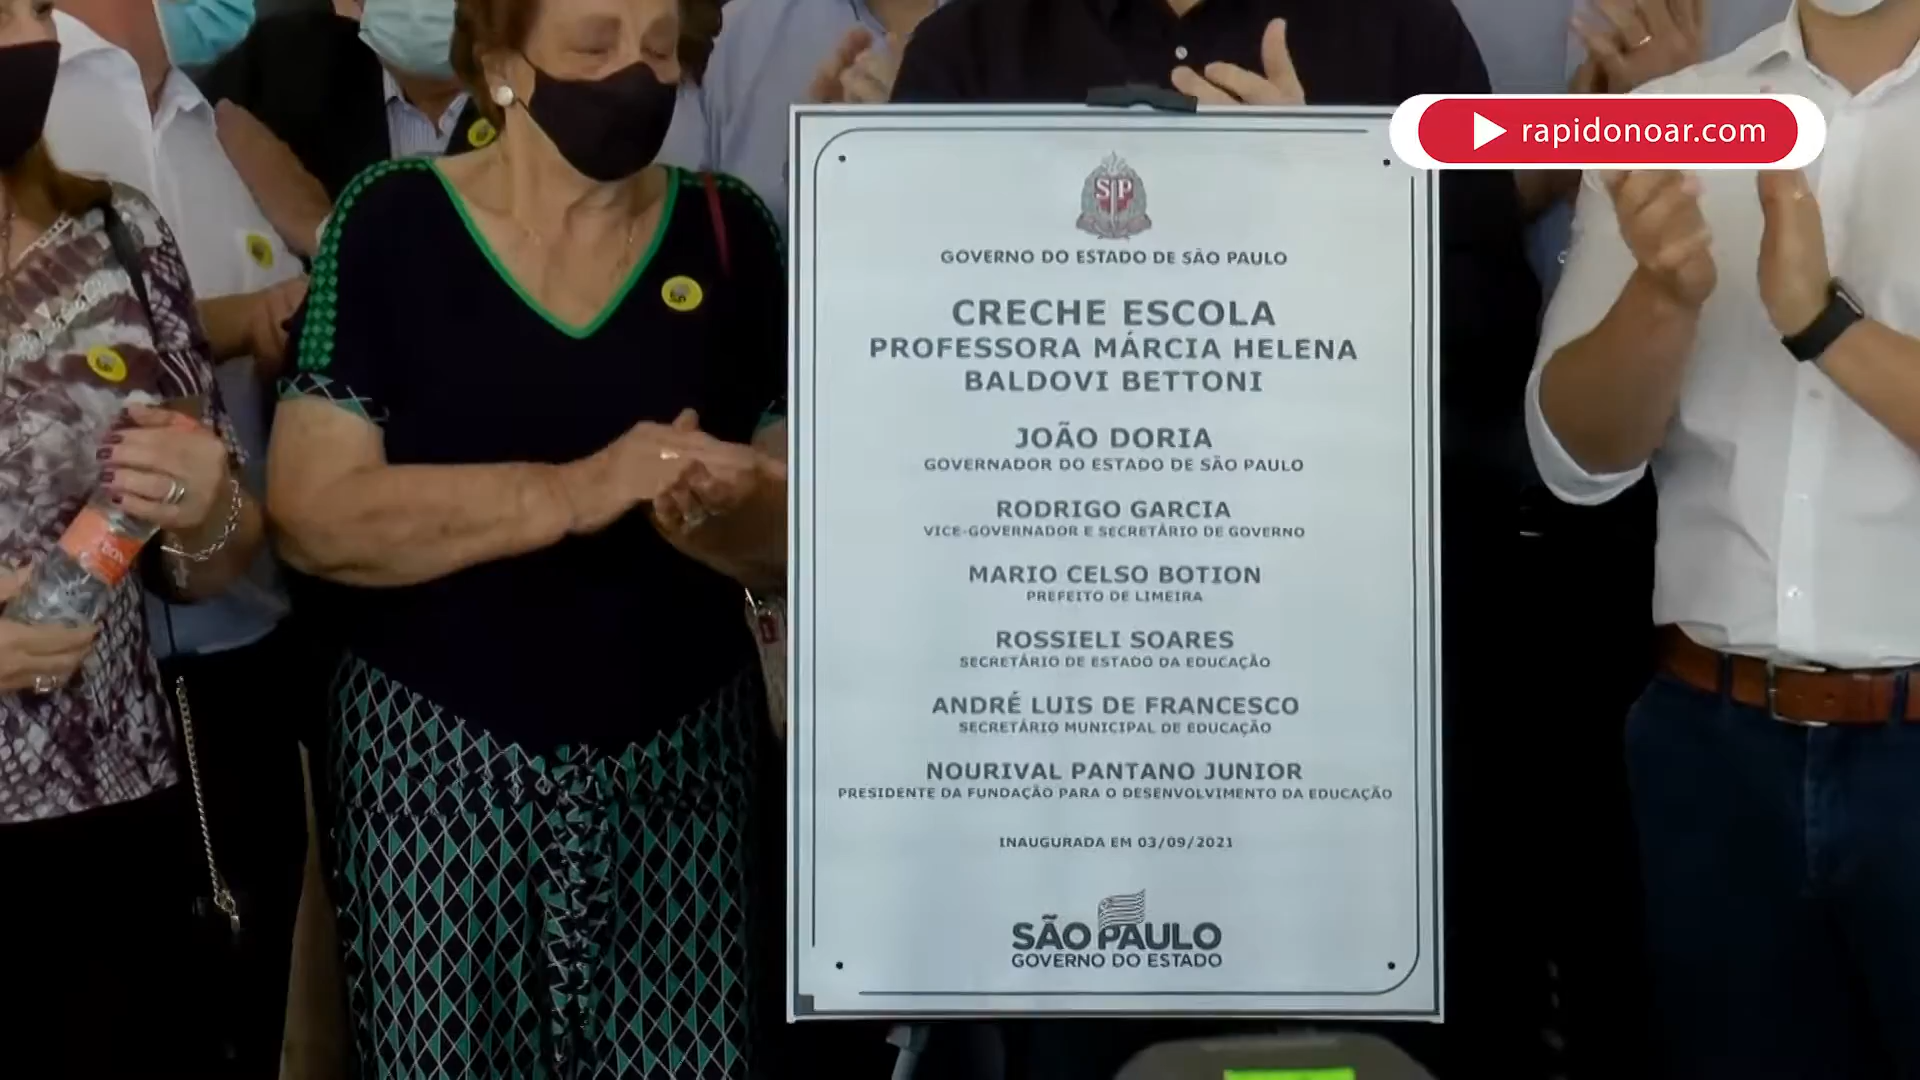 rapidonoar.com
SP
GOVERNO DO ESTADO DE SÃO PAULO
CRECHE ESCOLA
PROFESSORA MÁRCIA HELENA
BALDOVI BETTONI
JOÃO DORIA
GOVERNADOR DO ESTADO DE SÃO PAULO
RODRIGO GARCIA
VICE-GOVERNADOR E SECRETÁRIO DE GOVERNO
MARIO CELSO BOTION
PREFEITO DE LIMEIRA
ROSSIELI SOARES
SECRETÁRIO DE ESTADO DA EDUCAÇÃO
ANDRÉ LUIS DE FRANCESCO
SECRETÁRIO MUNICIPAL DE EDUCAÇÃO
NOURIVAL PANTANO JUNIOR
PRESIDENTE DA FUNDAÇÃO PARA O DESENVOLVIMENTO DA EDUCAÇÃO
INAUGURADA EM 03/09/2021
SÃO PAULO
GOVERNO DO ESTADO